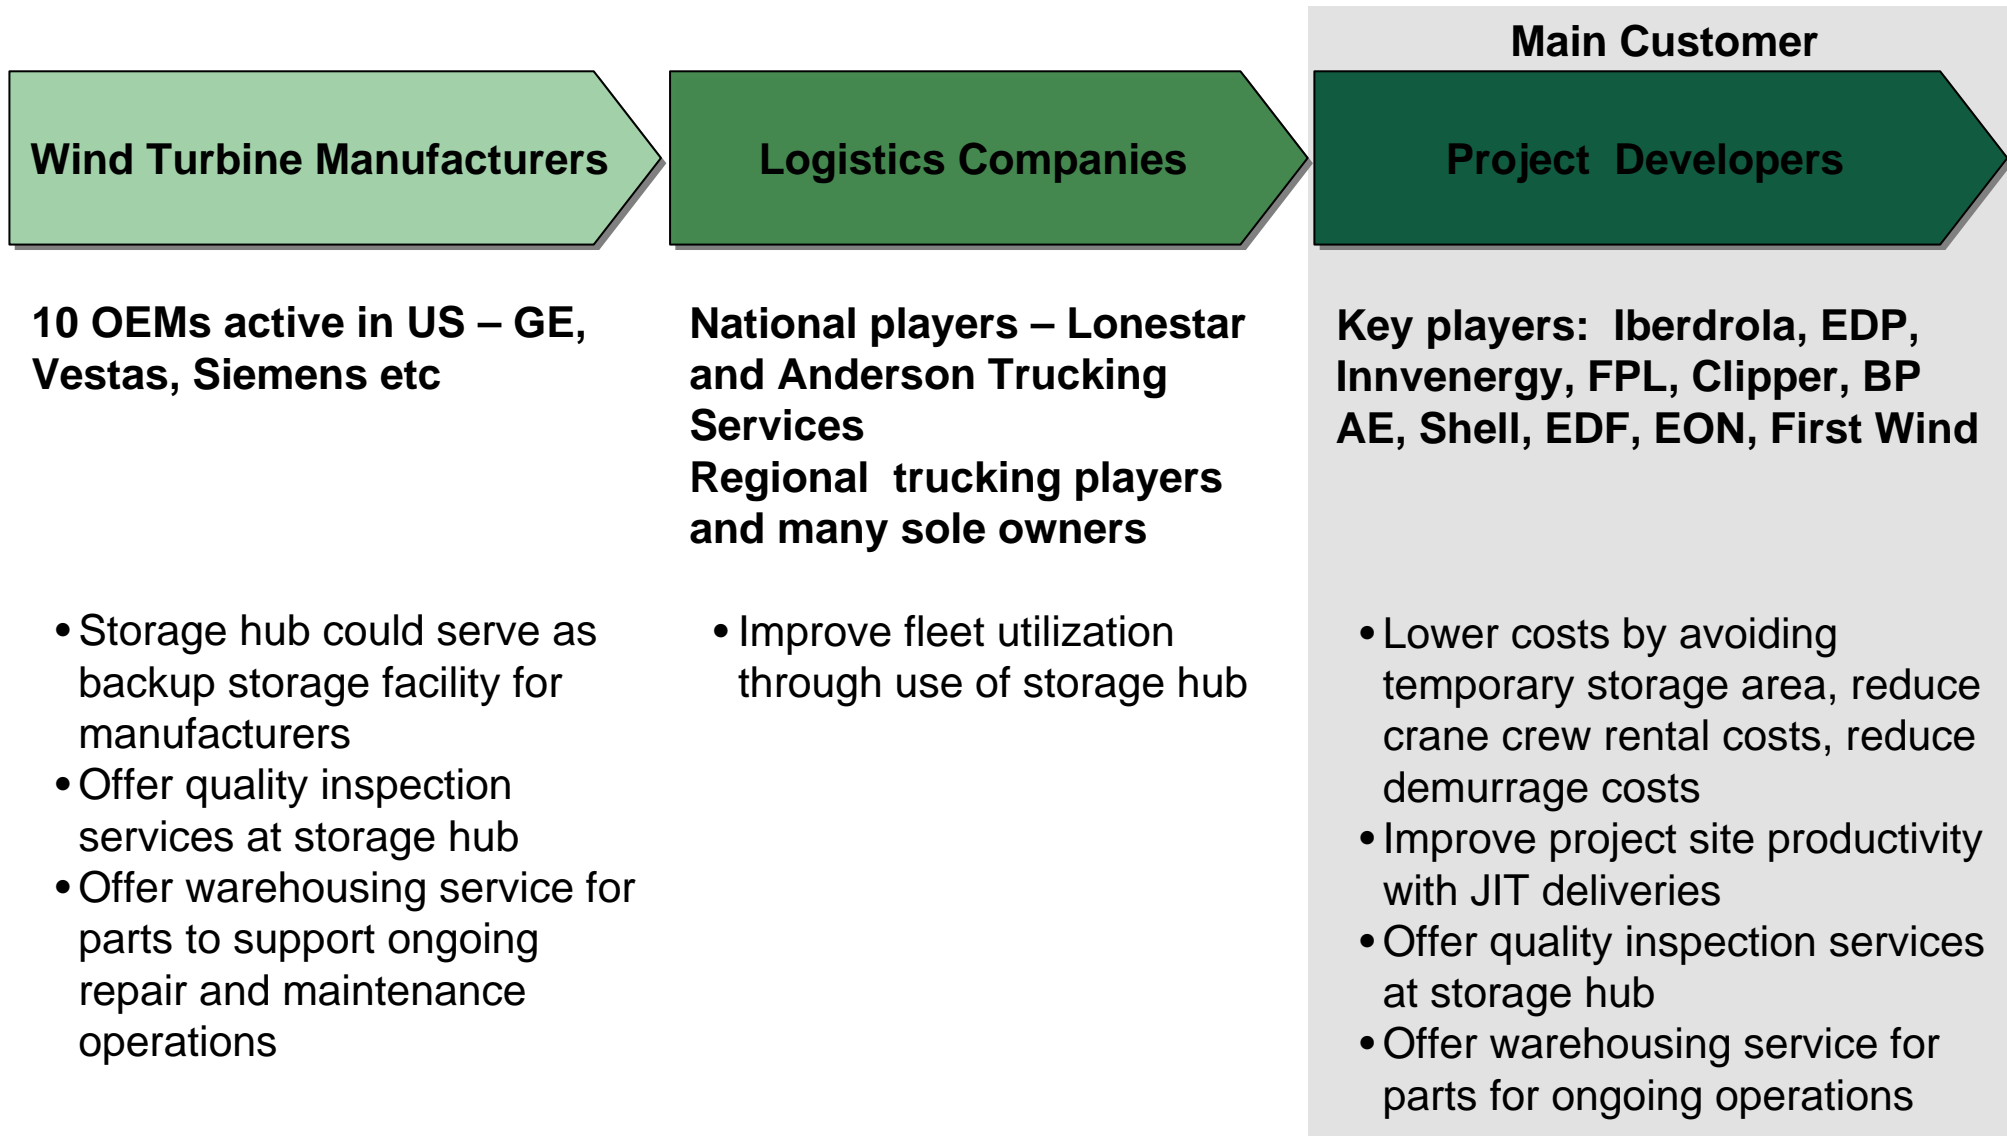 Main Customer
Wind Turbine Manufacturers
Logistics Companies
Project Developers
10 OEMs active in US – GE,
Vestas, Siemens etc
National players – Lonestar
and Anderson Trucking
Services
Regional trucking players
and many sole owners
Key players: Iberdrola, EDP,
Innvenergy, FPL, Clipper, BP
AE, Shell, EDF, EON, First Wind
• Storage hub could serve as
backup storage facility for
manufacturers
• Offer quality inspection
services at storage hub
• Offer warehousing service for
parts to support ongoing
repair and maintenance
operations
• Improve fleet utilization
through use of storage hub
• Lower costs by avoiding
temporary storage area, reduce
crane crew rental costs, reduce
demurrage costs
• Improve project site productivity
with JIT deliveries
• Offer quality inspection services
at storage hub
• Offer warehousing service for
parts for ongoing operations